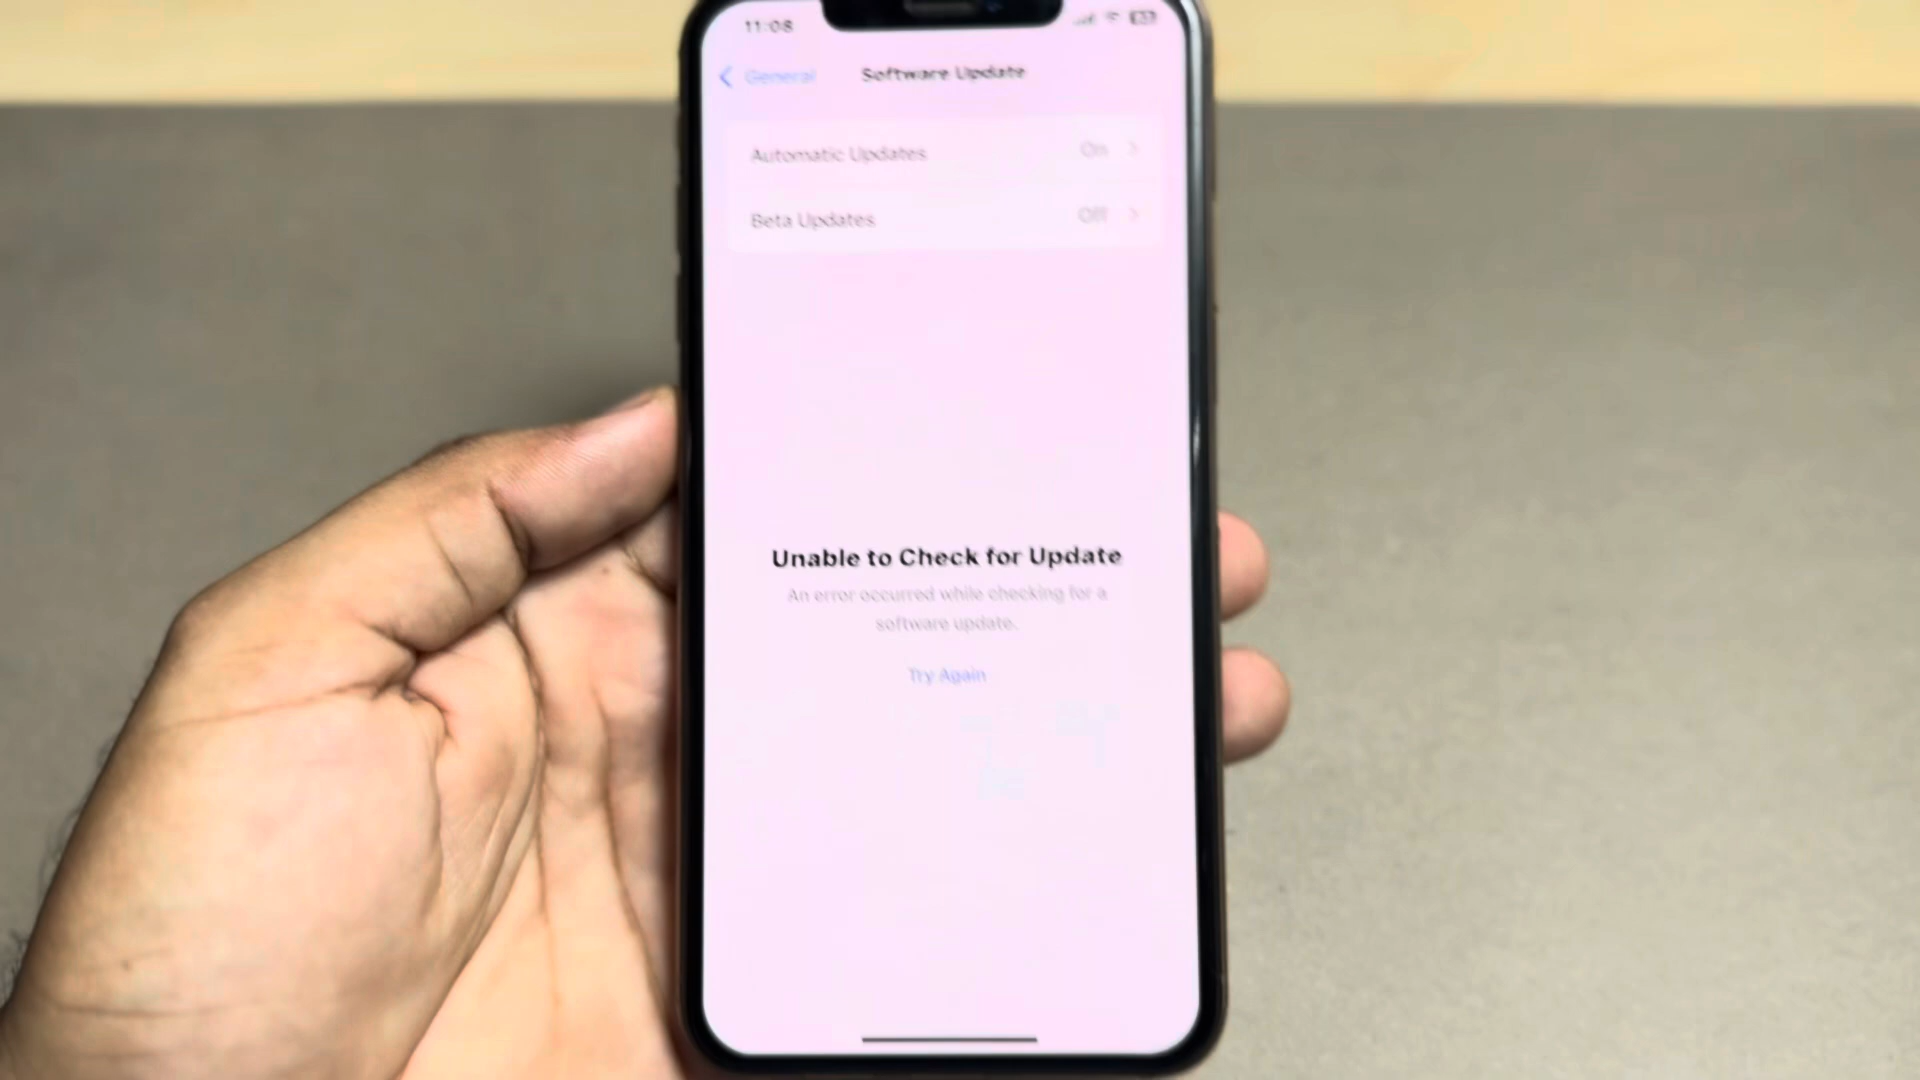 11:08
General
Software Update
Automatic Updates On
Beta Updates Off
Unable to Check for Update
An error occurred while checking for a
software update.
Try Again